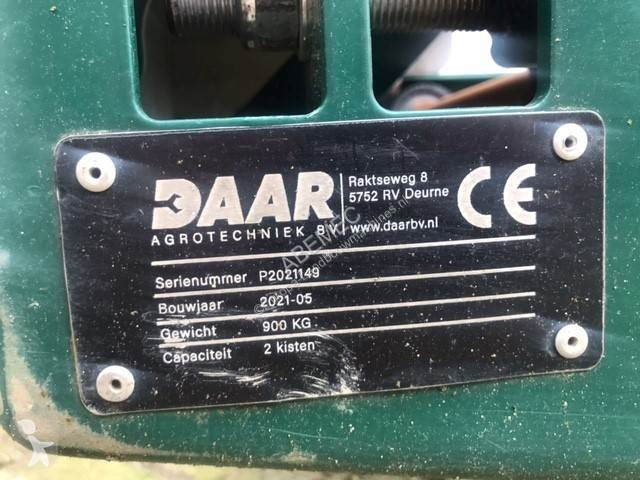 DAAR
AGROTECHNIEK B.V.
Raktseweg 8
5752 RV Deurne
www.daarbv.nl
CE
ABEMEC
Serienummer P2021149
Bouwjaar 2021-05
Gewicht 900 KG
Capaciteit 2 kisten